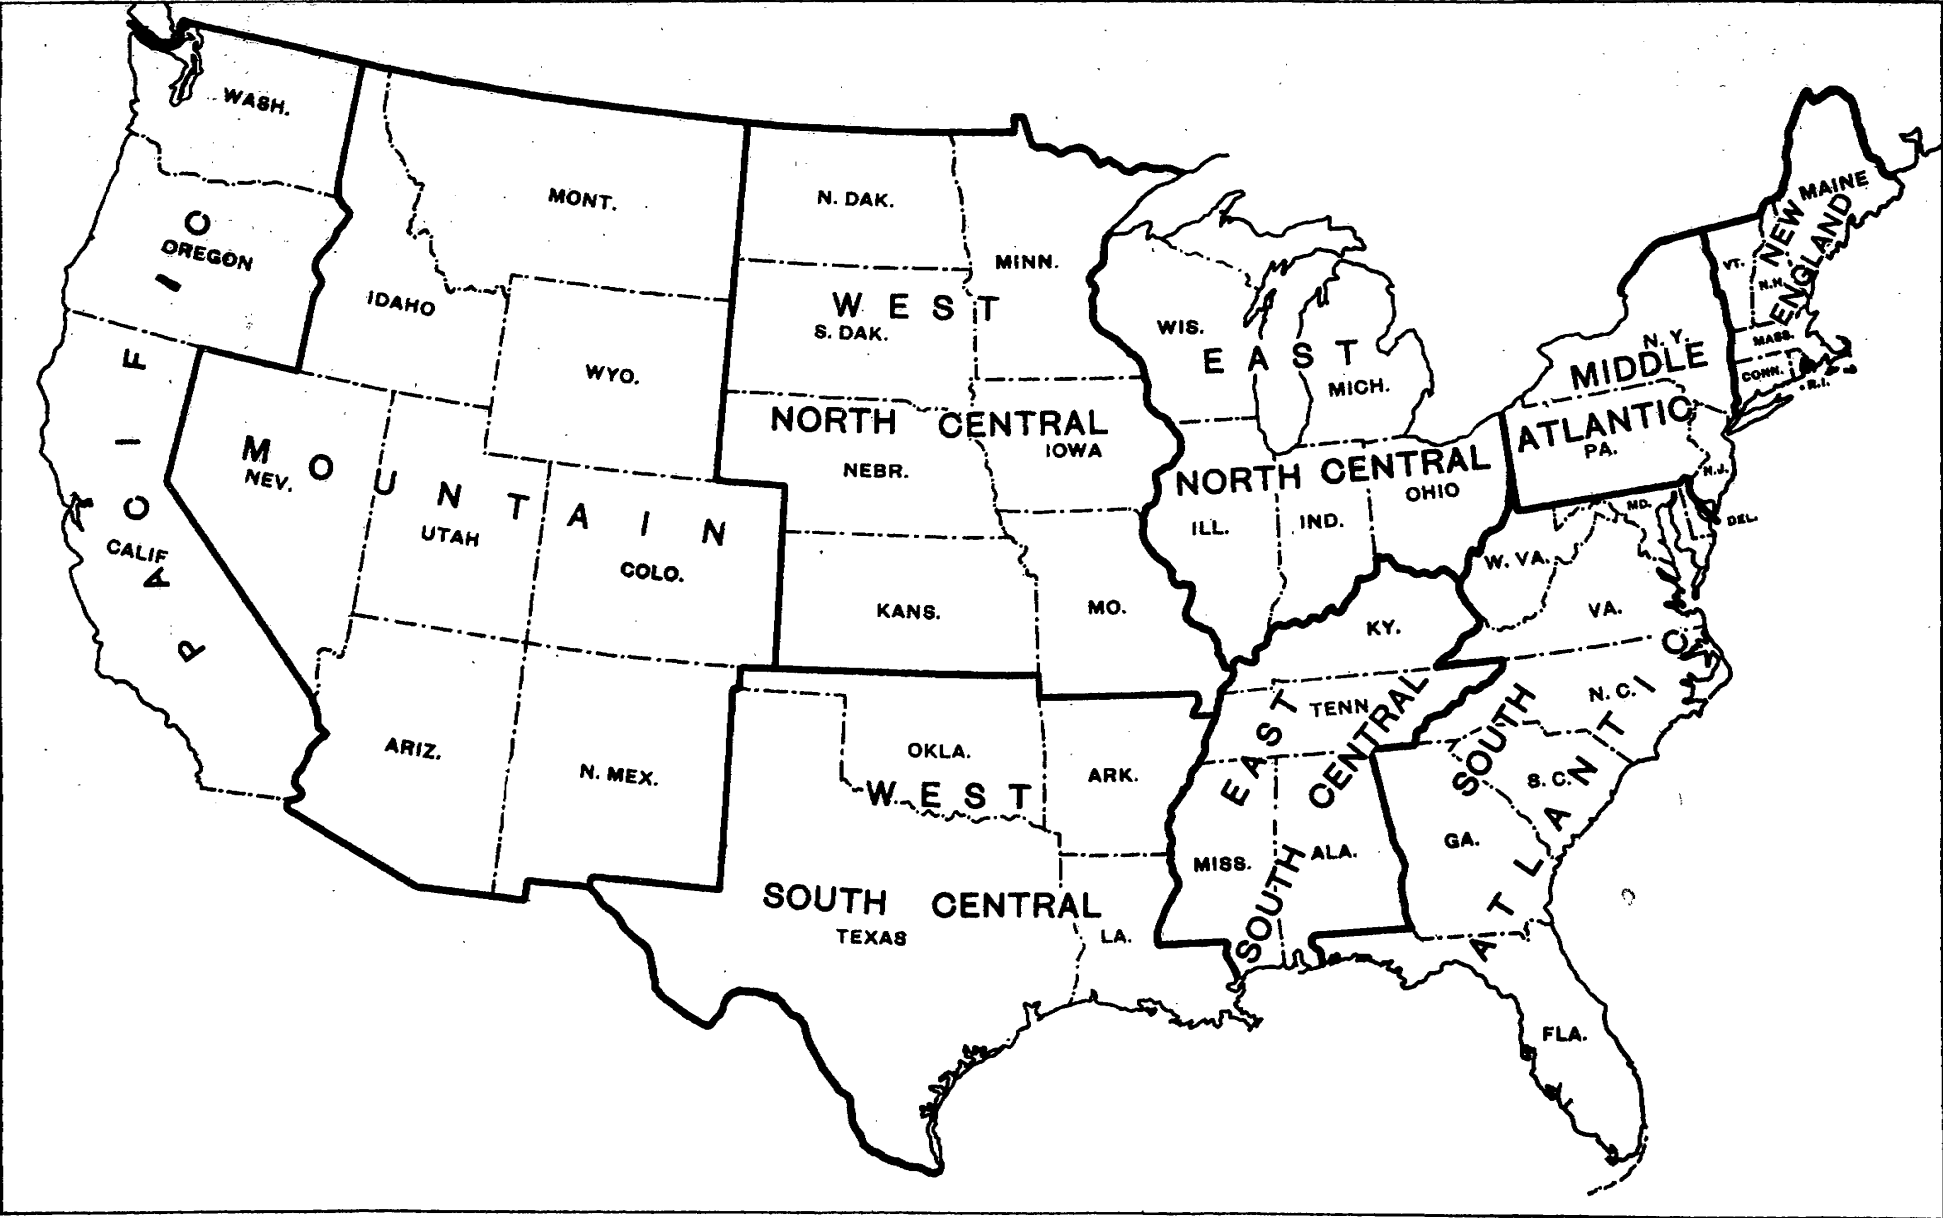 WASH.
OREGON
CALIF
PACIFIC
MONT.
IDAHO
WYO.
NEV.
UTAH
COLO.
ARIZ.
N. MEX.
MOUNTAIN
N. DAK.
MINN.
WEST
S. DAK.
NORTH CENTRAL
IOWA
NEBR.
KANS.
MO.
WIS.
EAST
MICH.
NORTH CENTRAL
OHIO
ILL.
IND.
OKLA.
ARK.
WEST
SOUTH CENTRAL
TEXAS
LA.
KY.
TENN
EAST
SOUTH CENTRAL
MISS.
ALA.
MAINE
NEW
ENGLAND
VT.
N.H.
MASS.
CONN.
R.I.
N.Y.
MIDDLE
ATLANTIC
PA.
N.J.
MD.
DEL.
W. VA.
VA.
N. C.
SOUTH
ATLANTIC
S. C.
GA.
FLA.